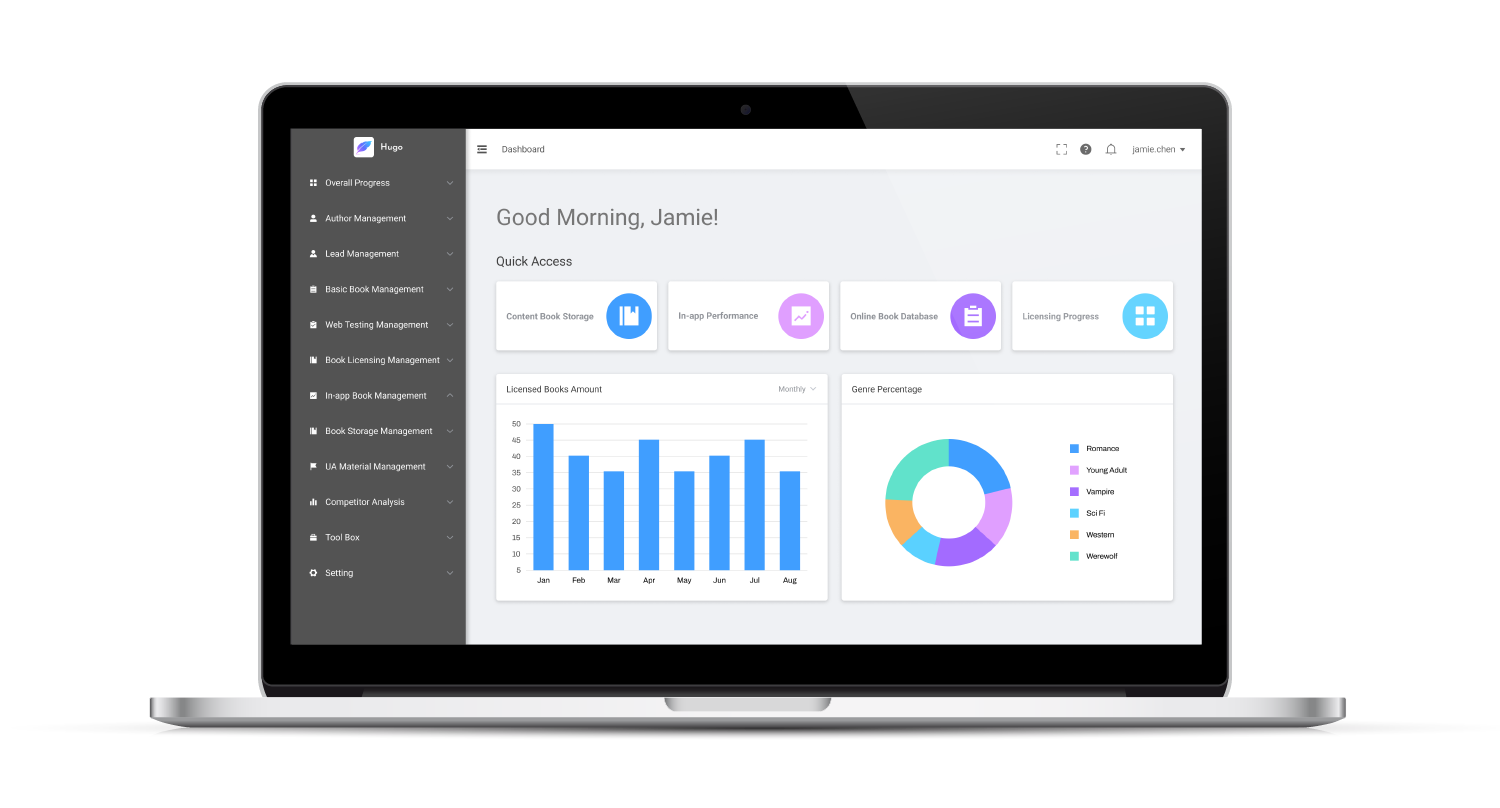 Hugo
Overall Progress
Author Management
Lead Management
Basic Book Management
Web Testing Management
Book Licensing Management
In-app Book Management
Book Storage Management
UA Material Management
Competitor Analysis
Tool Box
Setting
Dashboard
? jamie.chen
Good Morning, Jamie!
Quick Access
Content Book Storage
In-app Performance
Online Book Database
Licensing Progress
Licensed Books Amount Monthly
50
45
40
35
30
25
20
15
10
5
Jan Feb Mar Apr May Jun Jul Aug
Genre Percentage
Romance
Young Adult
Vampire
Sci Fi
Western
Werewolf